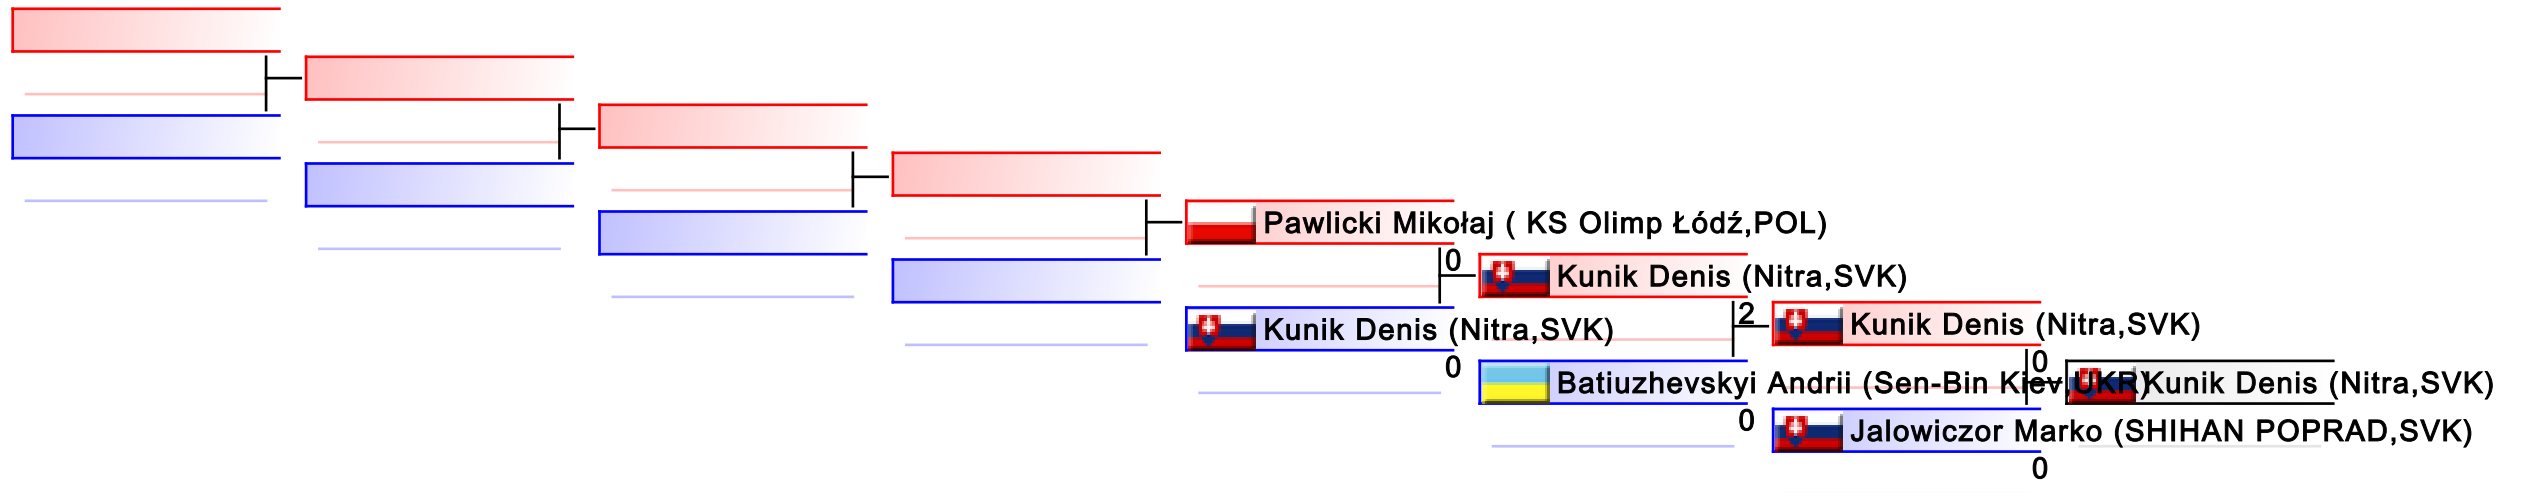 Pawlicki Mikołaj ( KS Olimp Łódź,POL)
0
Kunik Denis (Nitra,SVK)
2
Kunik Denis (Nitra,SVK)
Kunik Denis (Nitra,SVK)
0
0
Batiuzhevskyi Andrii (Sen-Bin Kiev,UKR)
Kunik Denis (Nitra,SVK)
0
Jalowiczor Marko (SHIHAN POPRAD,SVK)
0